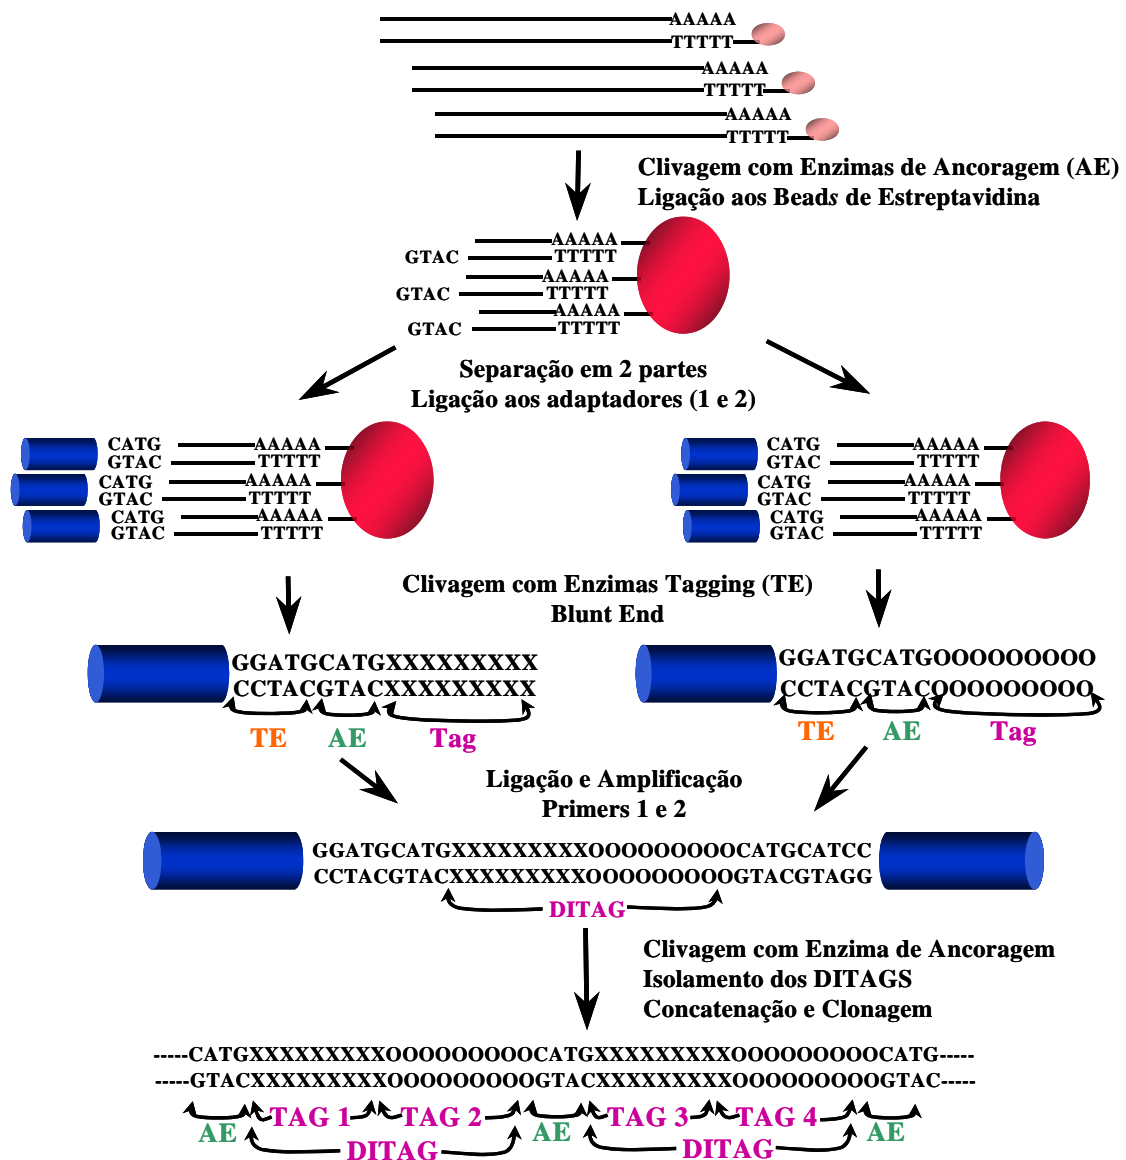 AAAAA
TTTTT
AAAAA
TTTTT
AAAAA
TTTTT
Clivagem com Enzimas de Ancoragem (AE)
Ligação aos Beads de Estreptavidina
AAAAA
GTAC TTTTT
AAAAA
GTAC TTTTT
AAAAA
GTAC TTTTT
Separação em 2 partes
Ligação aos adaptadores (1 e 2)
CATG AAAAA
GTAC TTTTT
CATG AAAAA
GTAC TTTTT
CATG AAAAA
GTAC TTTTT
CATG AAAAA
GTAC TTTTT
CATG AAAAA
GTAC TTTTT
CATG AAAAA
GTAC TTTTT
Clivagem com Enzimas Tagging (TE)
Blunt End
GGATGCATGXXXXXXXXX
CCTACGTACXXXXXXXXX
TE AE Tag
GGATGCATGOOOOOOOOO
CCTACGTACOOOOOOOOO
TE AE Tag
Ligação e Amplificação
Primers 1 e 2
GGATGCATGXXXXXXXXXOOOOOOOOOCATGCATCC
CCTACGTACXXXXXXXXXOOOOOOOOOGTACGTAGG
DITAG
Clivagem com Enzima de Ancoragem
Isolamento dos DITAGS
Concatenação e Clonagem
-----CATGXXXXXXXXXOOOOOOOOOCATGXXXXXXXXXOOOOOOOOOCATG-----
-----GTACXXXXXXXXXOOOOOOOOOGTACXXXXXXXXXOOOOOOOOOGTAC-----
AE TAG 1 TAG 2 AE TAG 3 TAG 4 AE
DITAG DITAG